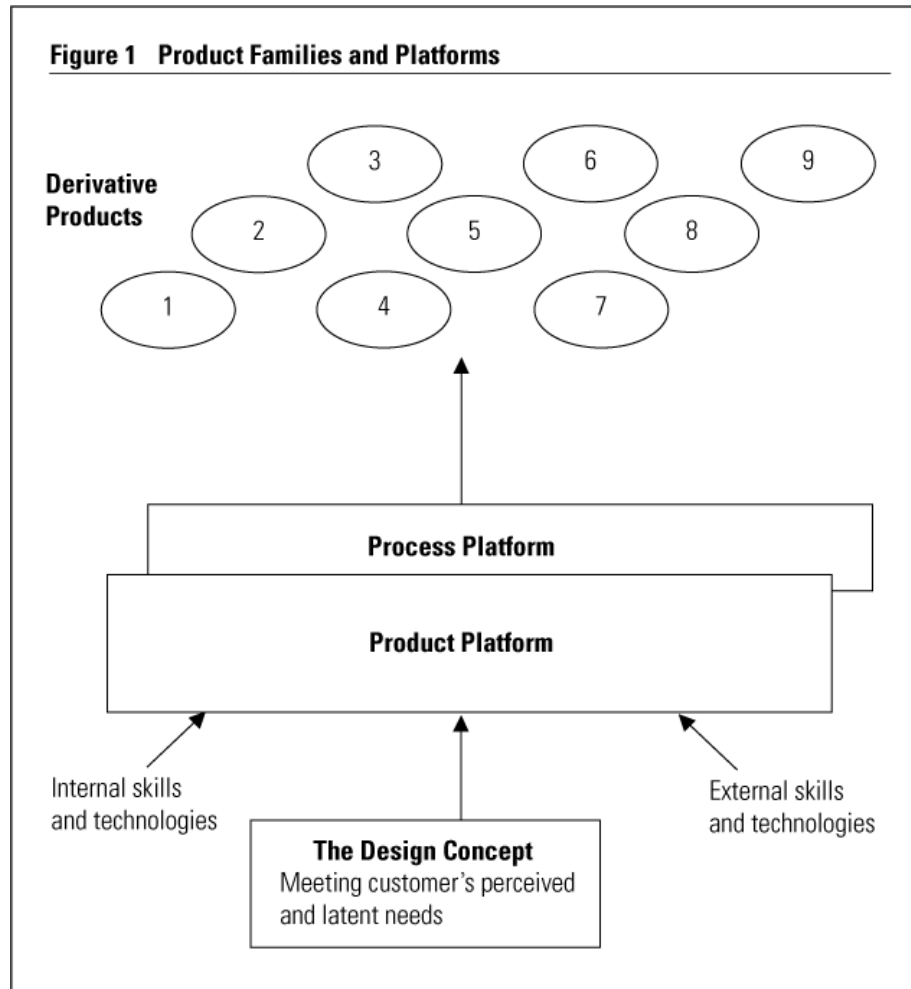 Figure 1 Product Families and Platforms
3 6 9
Derivative
Products
2 5 8
1 4 7
Process Platform
Product Platform
Internal skills
and technologies
External skills
and technologies
The Design Concept
Meeting customer's perceived
and latent needs